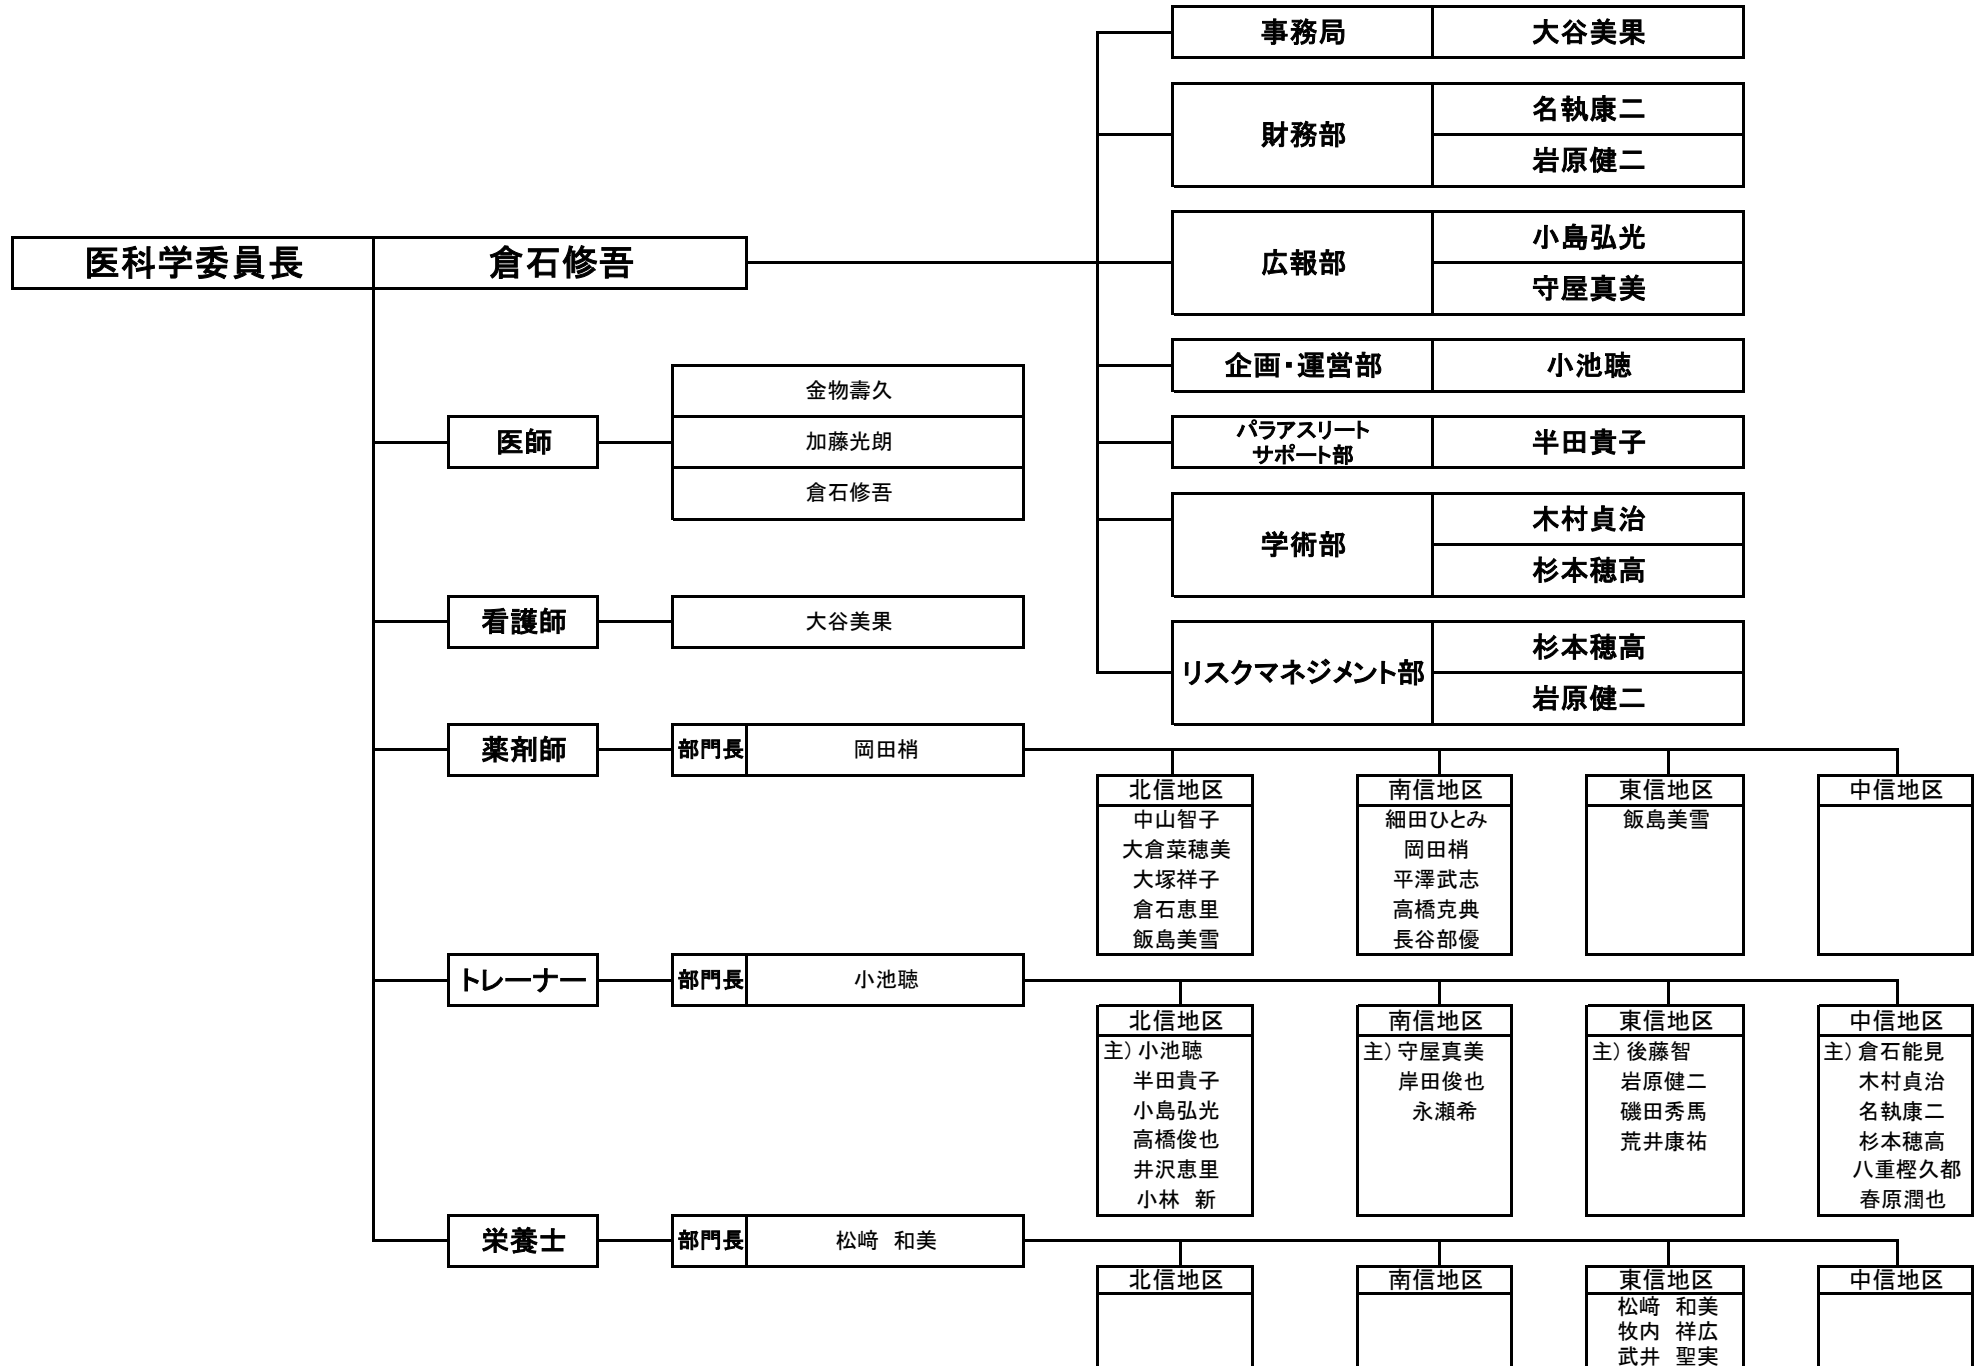 事務局 大谷美果
財務部 名執康二
岩原健二
広報部 小島弘光
守屋真美
医科学委員長 倉石修吾
企画・運営部 小池聴
パラアスリート
サポート部 半田貴子
学術部 木村貞治
杉本穂高
リスクマネジメント部 杉本穂高
岩原健二
医師
金物壽久
加藤光朗
倉石修吾
看護師 大谷美果
薬剤師 部門長 岡田梢
北信地区
中山智子
大倉菜穂美
大塚祥子
倉石恵里
飯島美雪
南信地区
細田ひとみ
岡田梢
平澤武志
高橋克典
長谷部優
東信地区
飯島美雪
中信地区
トレーナー 部門長 小池聴
北信地区
主）小池聴
半田貴子
小島弘光
高橋俊也
井沢恵里
小林　新
南信地区
主）守屋真美
岸田俊也
永瀬希
東信地区
主）後藤智
岩原健二
磯田秀馬
荒井康祐
中信地区
主）倉石能見
木村貞治
名執康二
杉本穂高
八重樫久都
春原潤也
栄養士 部門長 松﨑　和美
北信地区
南信地区
東信地区
松﨑　和美
牧内　祥広
武井　聖実
中信地区